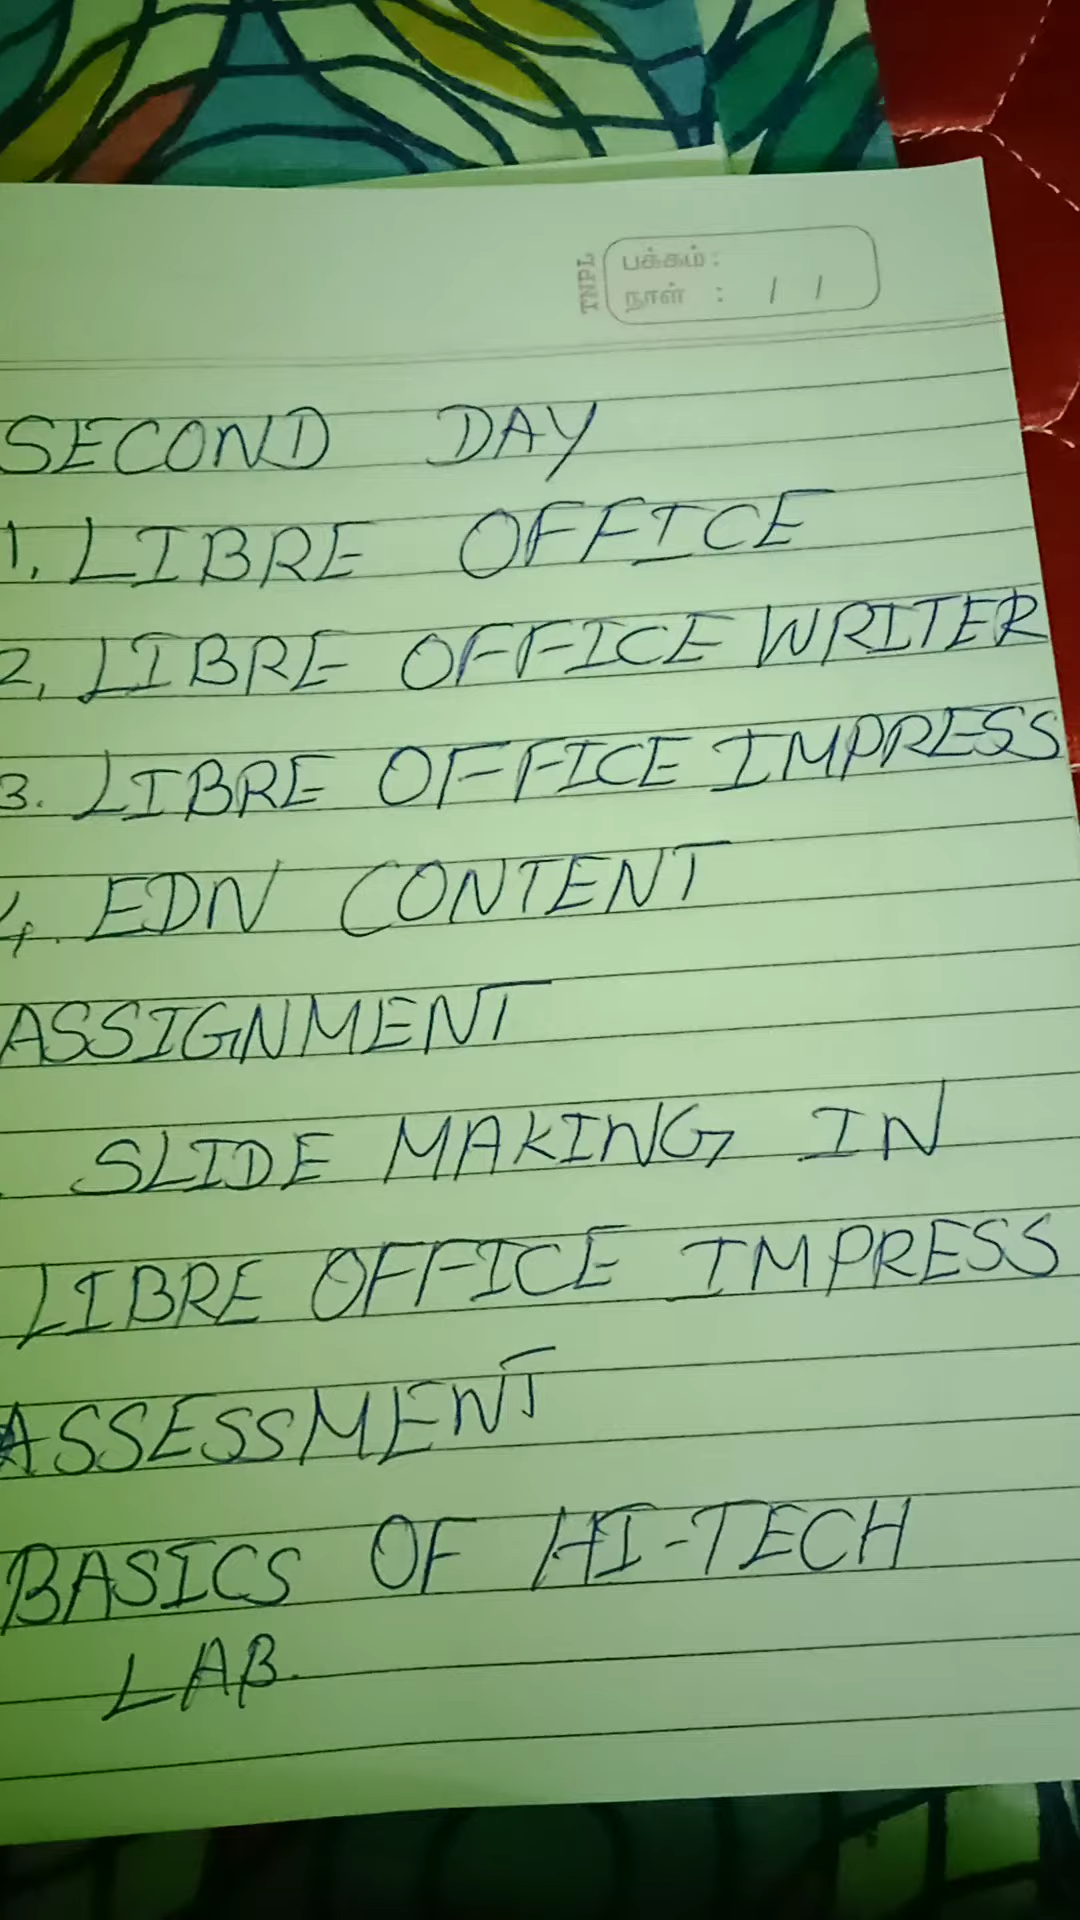 TNPL
பக்கம் :
நாள் : / /
SECOND DAY
1. LIBRE OFFICE
2. LIBRE OFFICE WRITER
3. LIBRE OFFICE IMPRESS
4. EDN CONTENT
ASSIGNMENT
. SLIDE MAKING IN
LIBRE OFFICE IMPRESS
ASSESSMENT
BASICS OF HI-TECH
LAB.